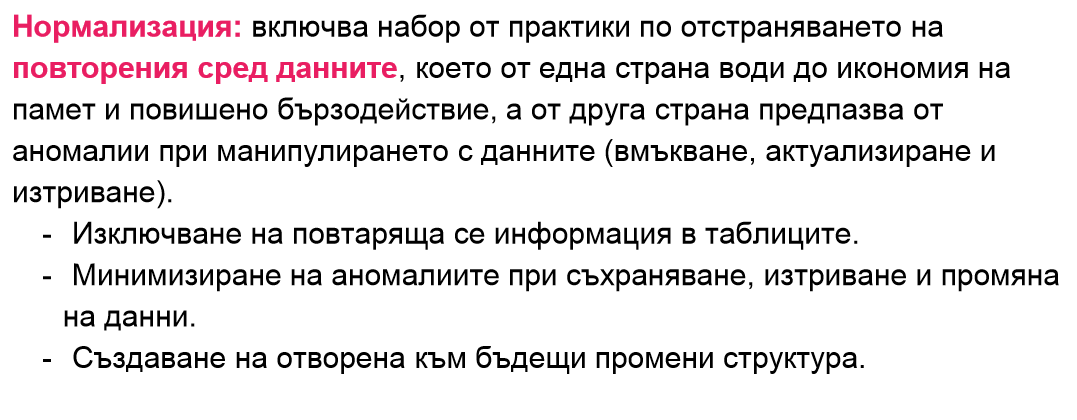 Нормализация: включва набор от практики по отстраняването на
повторения сред данните, което от една страна води до икономия на
памет и повишено бързодействие, а от друга страна предпазва от
аномалии при манипулирането с данните (вмъкване, актуализиране и
изтриване).
- Изключване на повтаряща се информация в таблиците.
- Минимизиране на аномалиите при съхраняване, изтриване и промяна
на данни.
- Създаване на отворена към бъдещи промени структура.